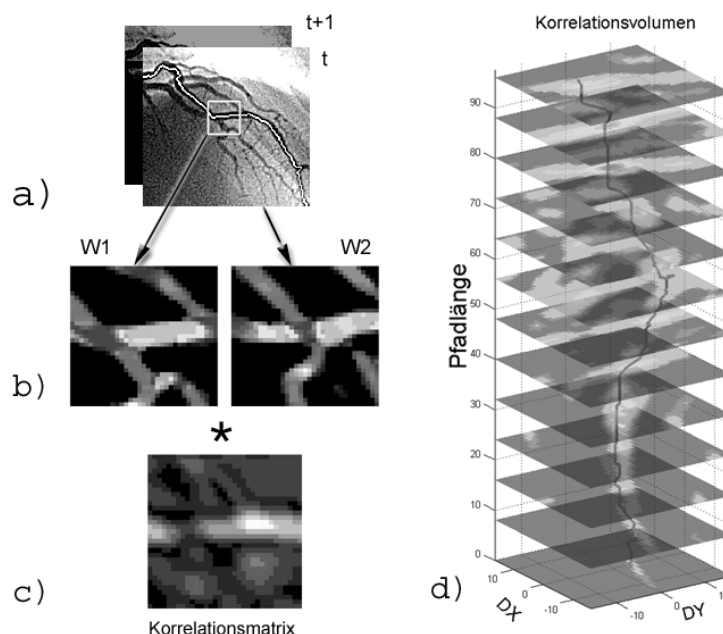 t+1
t
a)
W1
W2
b)
*
c)
Korrelationsmatrix
Korrelationsvolumen
Pfadlänge
90
80
70
60
50
40
30
20
10
0
10
0
-10
DX
-10
0
1
DY
d)